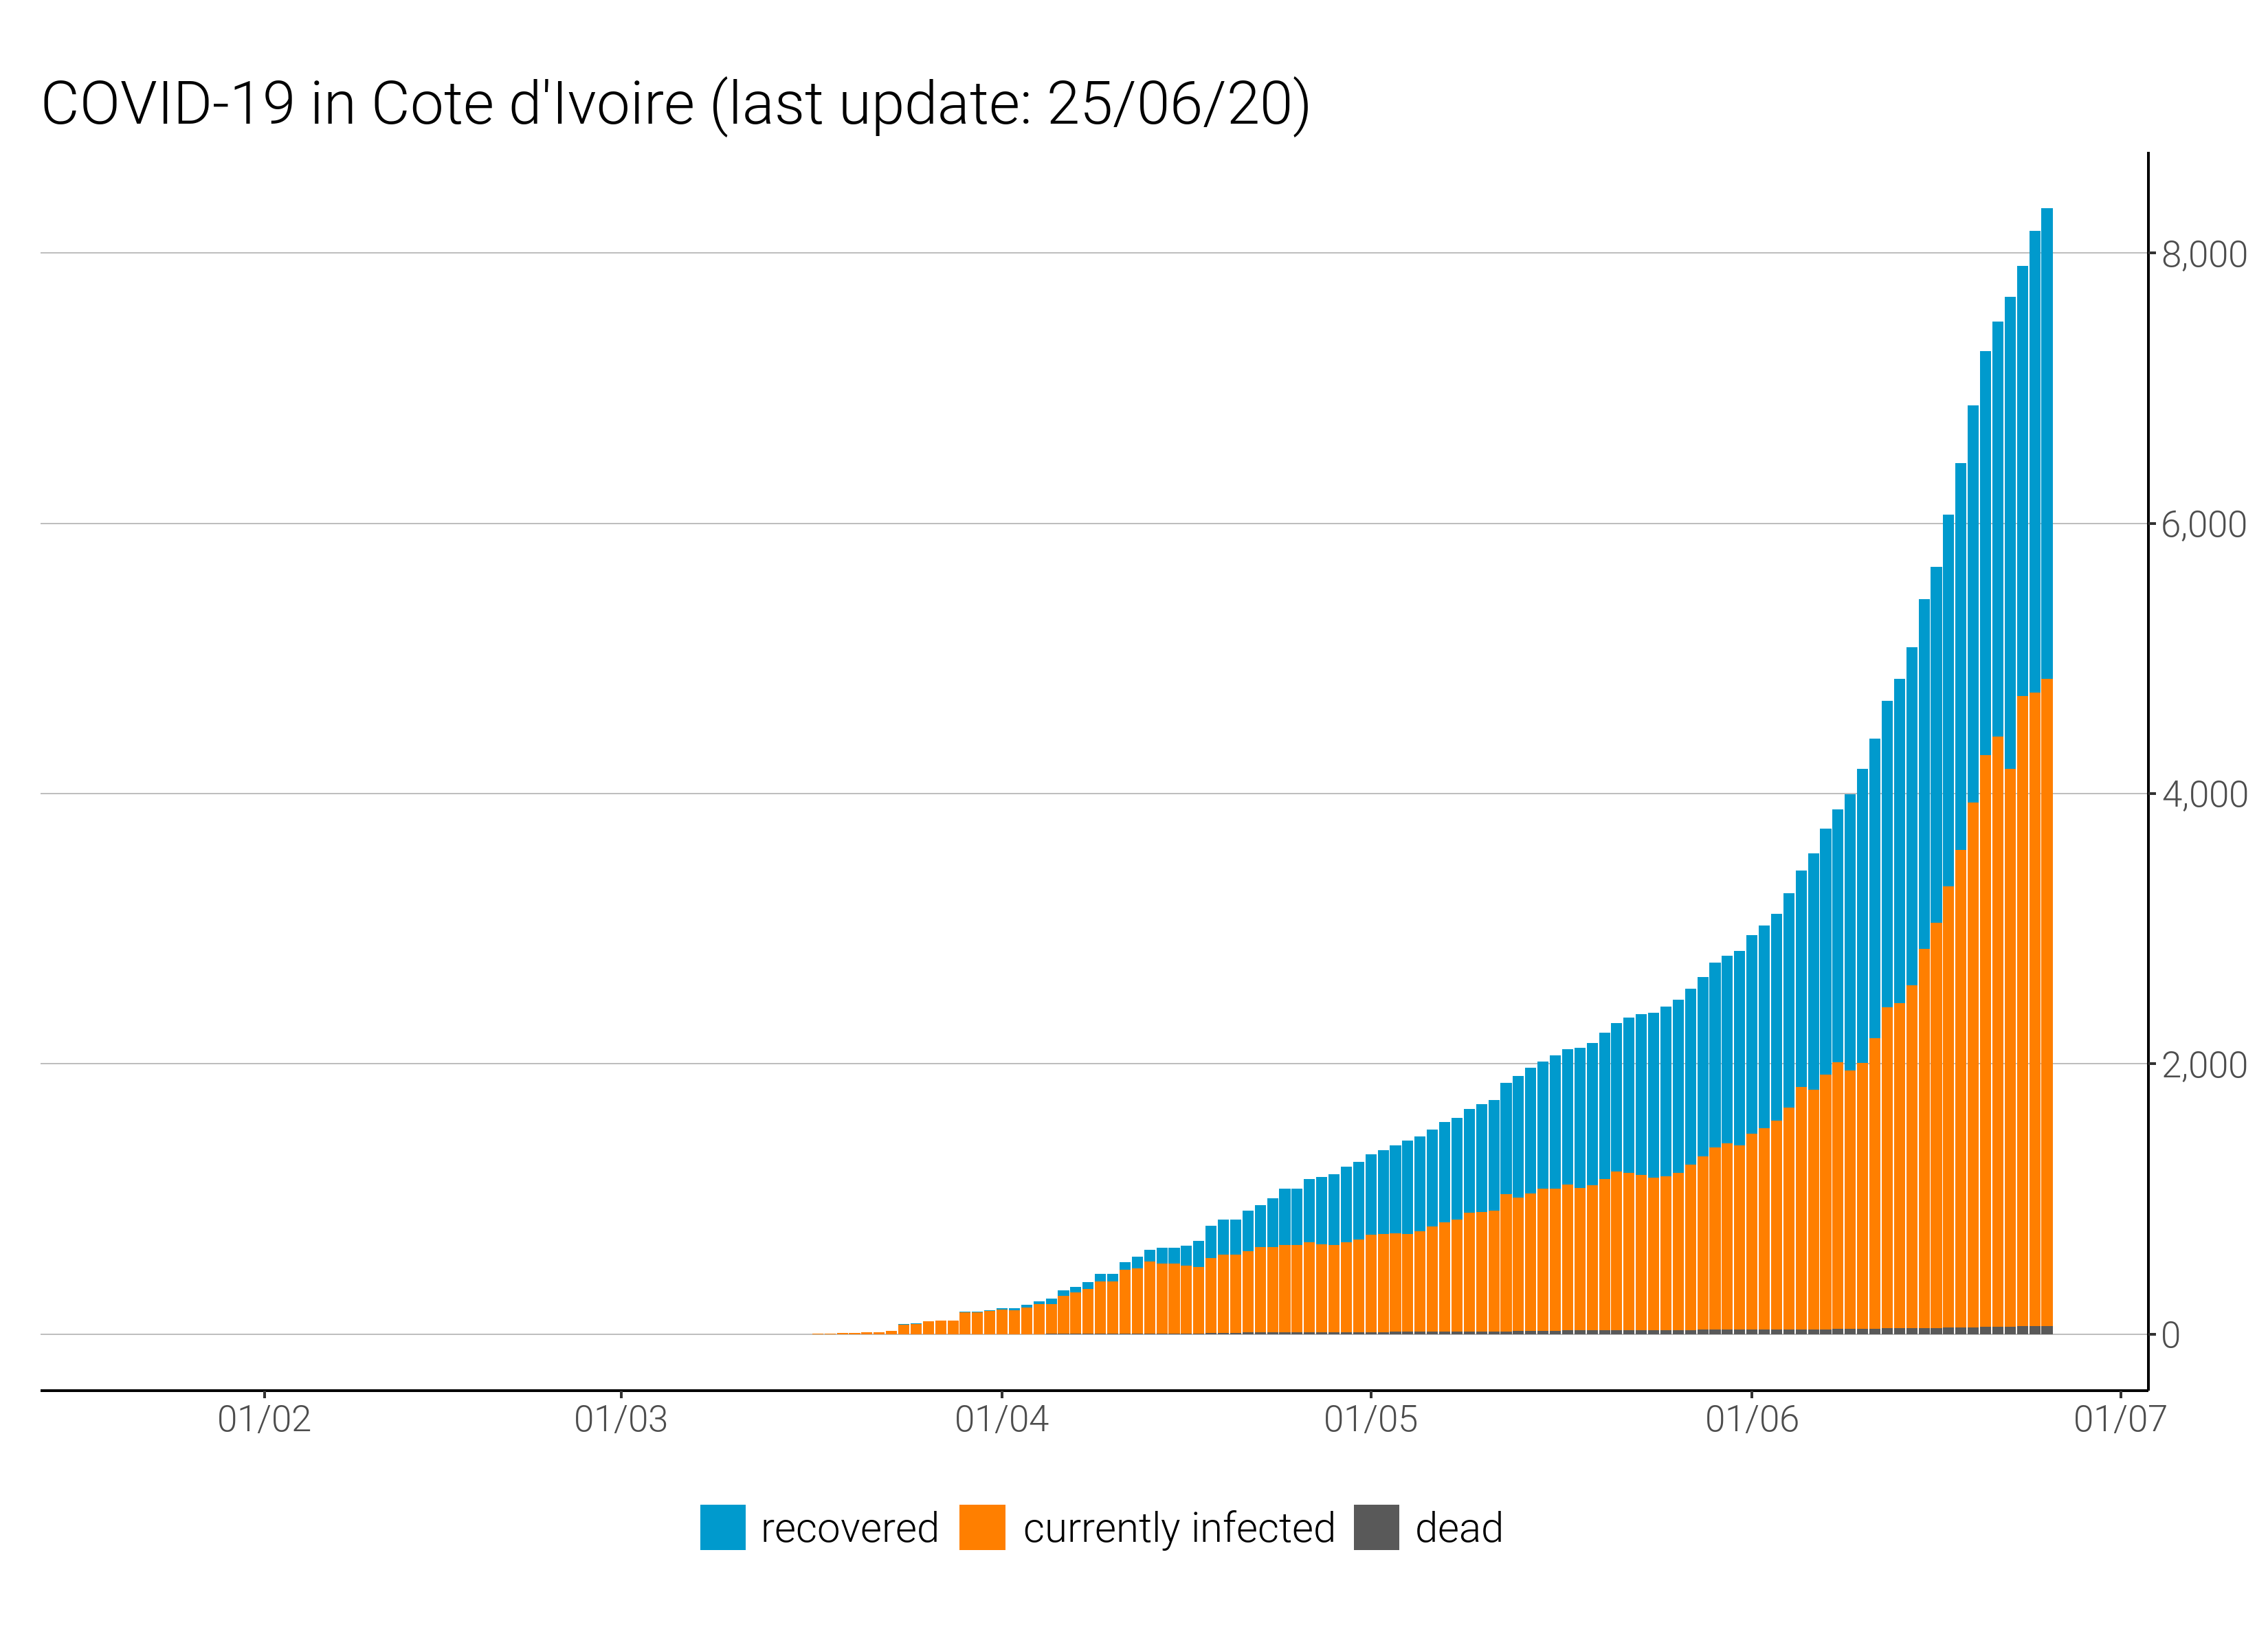 COVID-19 in Cote d'Ivoire (last update: 25/06/20)
8,000
6,000
4,000
2,000
0
01/02 01/03 01/04 01/05 01/06 01/07
recovered currently infected dead